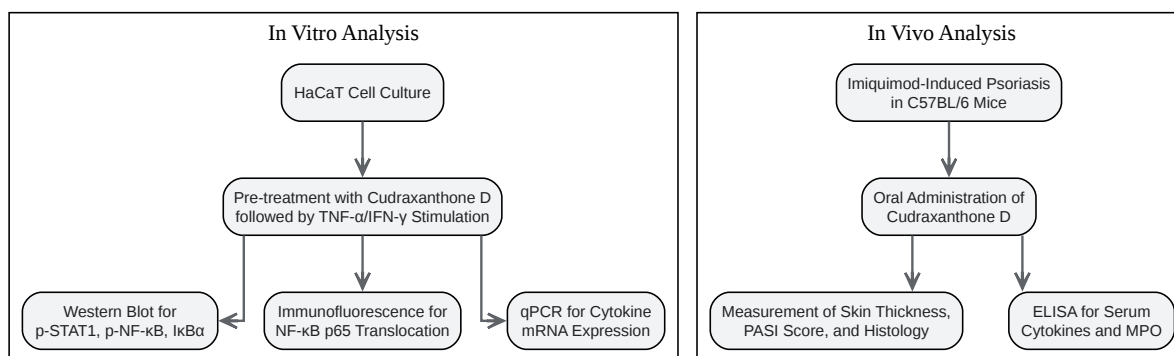 In Vitro Analysis
HaCaT Cell Culture
Pre-treatment with Cudraxanthone D
followed by TNF-α/IFN-γ Stimulation
Western Blot for
p-STAT1, p-NF-κB, IκBα
Immunofluorescence for
NF-κB p65 Translocation
qPCR for Cytokine
mRNA Expression
In Vivo Analysis
Imiquimod-Induced Psoriasis
in C57BL/6 Mice
Oral Administration of
Cudraxanthone D
Measurement of Skin Thickness,
PASI Score, and Histology
ELISA for Serum
Cytokines and MPO